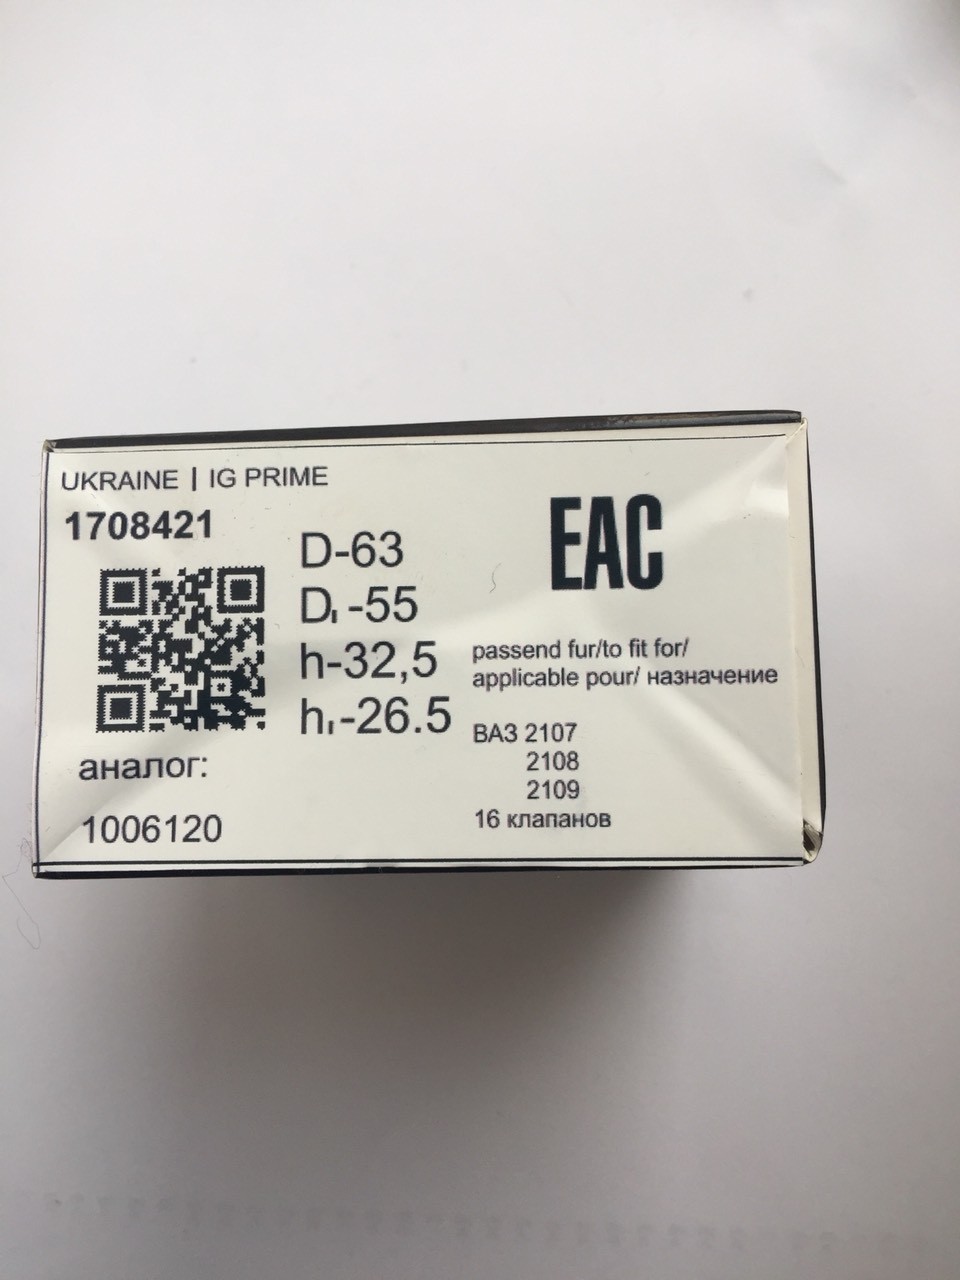 UKRAINE | IG PRIME
1708421
D-63
D₁-55
h-32,5
h₁-26.5
аналог:
1006120
EAC
passend fur/to fit for/
applicable pour/ назначение
ВАЗ 2107
2108
2109
16 клапанов